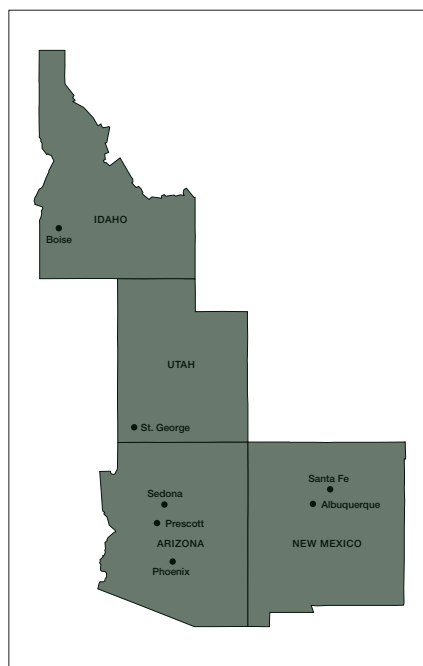 IDAHO
Boise
UTAH
St. George
Santa Fe
Sedona
Albuquerque
Prescott
ARIZONA
NEW MEXICO
Phoenix